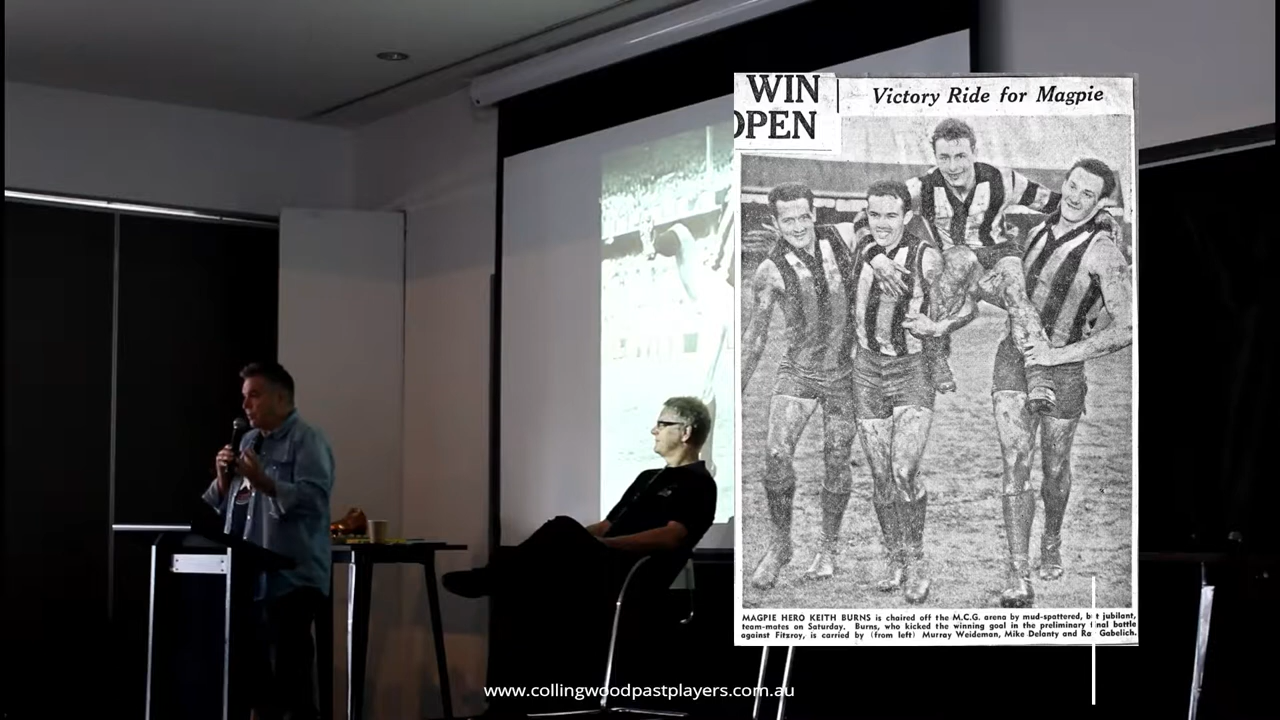 WIN
OPEN
Victory Ride for Magpie
MAGPIE HERO KEITH BURNS is chaired off the M.C.G. arena by mud-spattered, but jubilant,
team-mates on Saturday. Burns, who kicked the winning goal in the preliminary final battle
against Fitzroy, is carried by (from left) Murray Weideman, Mike Delanty and Ray Gabelich.
www.collingwoodpastplayers.com.au